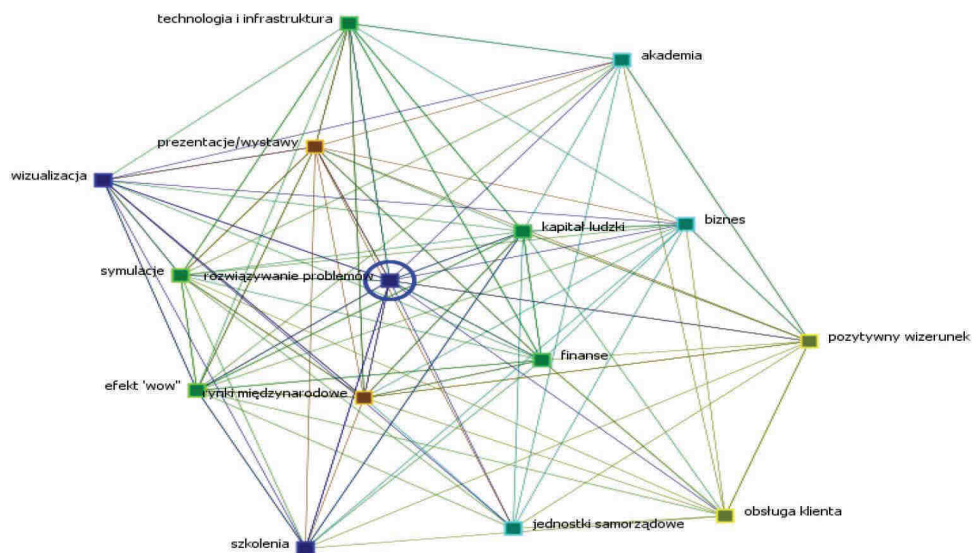 technologia i infrastruktura
akademia
prezentacje/wystawy
wizualizacja
biznes
kapitał ludzki
symulacje
rozwiązywanie problemów
pozytywny wizerunek
finanse
efekt 'wow"
rynki międzynarodowe
obsługa klienta
jednostki samorządowe
szkolenia